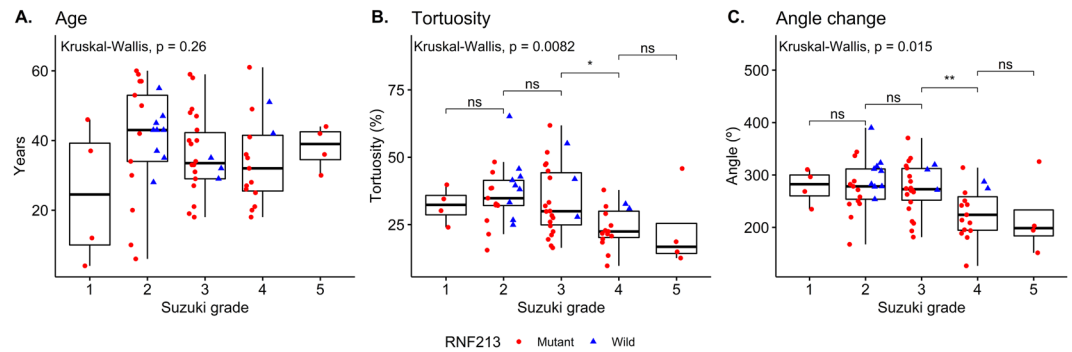 A. Age
Kruskal-Wallis, p = 0.26
Years
60
40
20
1 2 3 4 5
Suzuki grade
B. Tortuosity
Kruskal-Wallis, p = 0.0082
ns
ns
*
ns
Tortuosity (%)
75
50
25
1 2 3 4 5
Suzuki grade
C. Angle change
Kruskal-Wallis, p = 0.015
ns
ns
**
ns
Angle (º)
500
400
300
200
1 2 3 4 5
Suzuki grade
RNF213 Mutant Wild